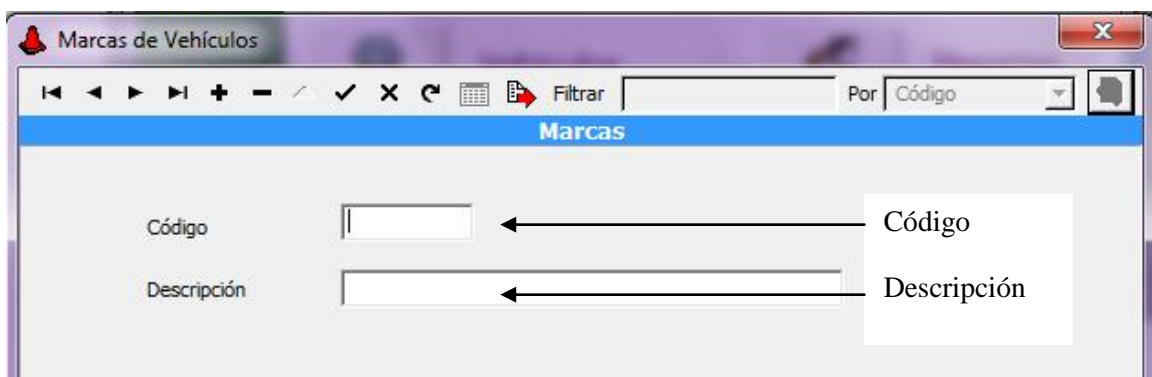 Marcas de Vehículos
Filtrar Por Código
Marcas
Código Código
Descripción Descripción